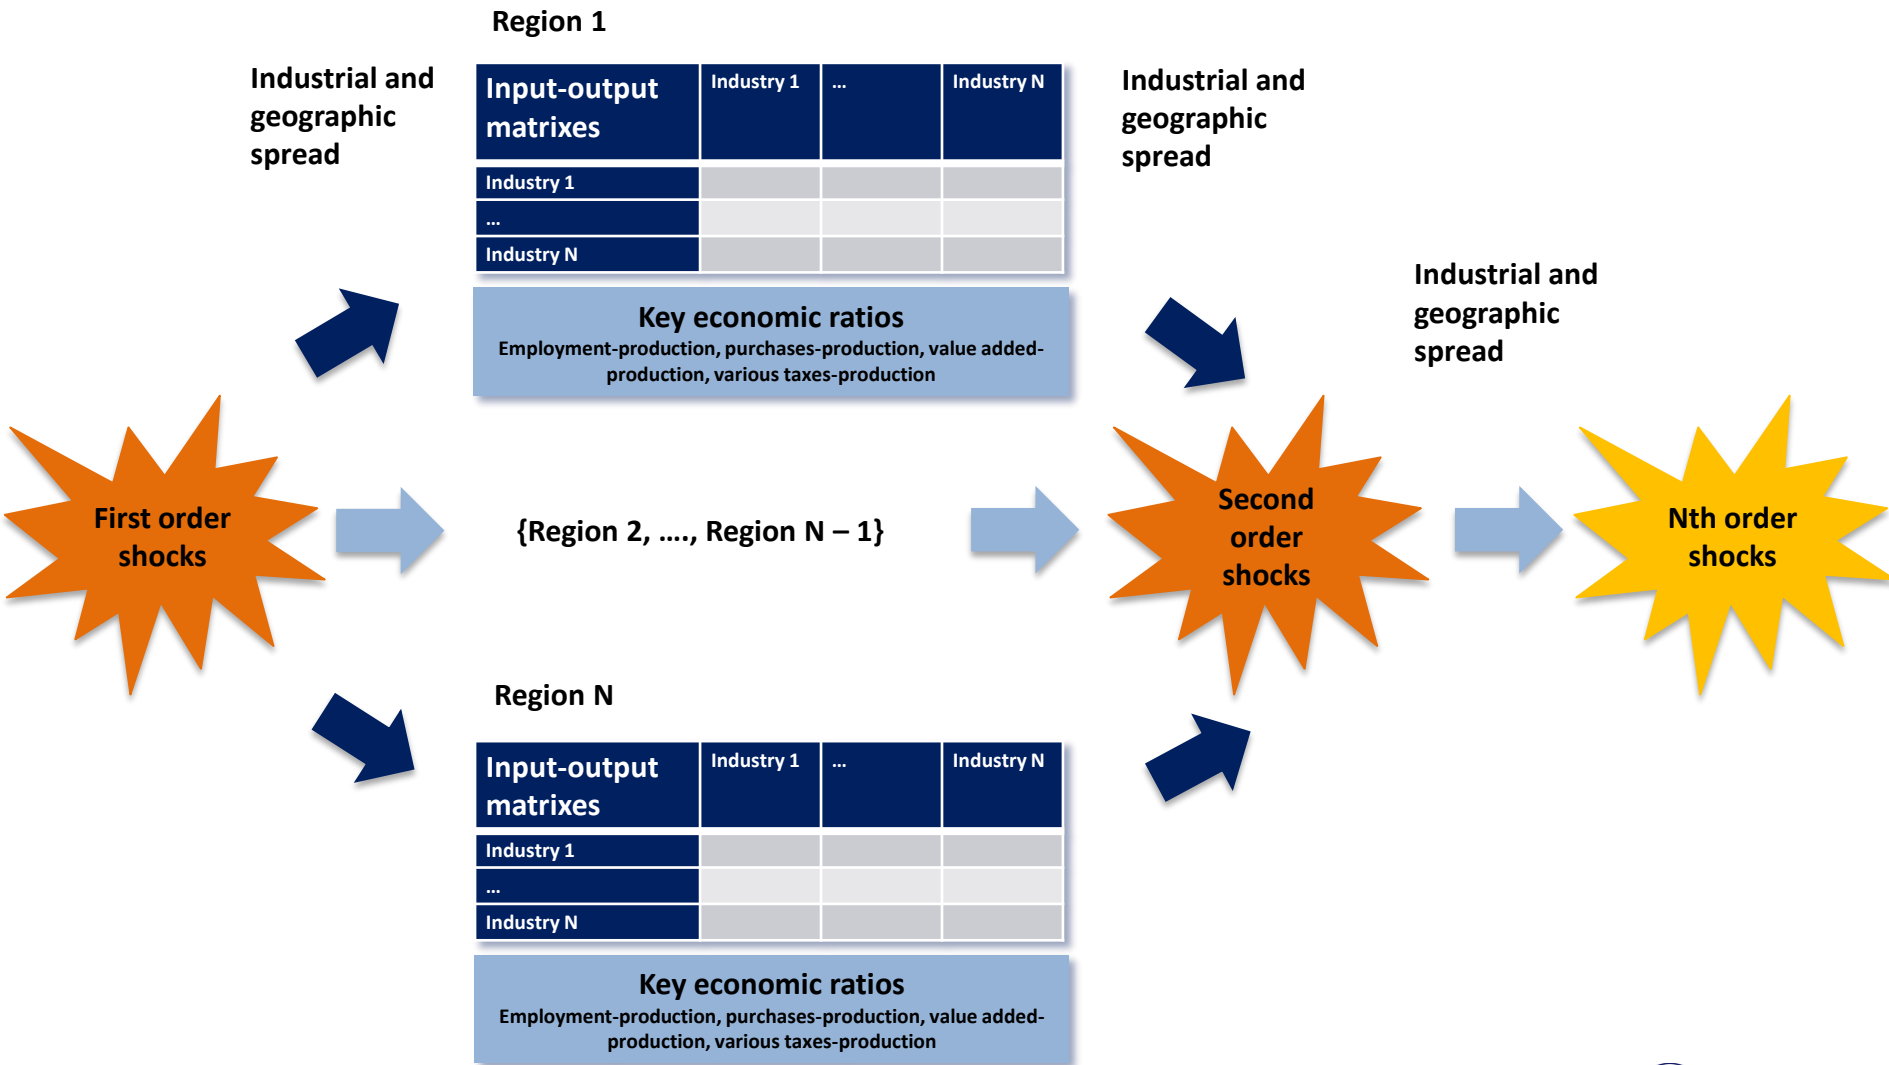 Region 1
Industrial and
geographic
spread
Input-output
matrixes
Industry 1
...
Industry N
Industry 1
...
Industry N
Key economic ratios
Employment-production, purchases-production, value added-
production, various taxes-production
Industrial and
geographic
spread
Industrial and
geographic
spread
First order
shocks
{Region 2, …., Region N – 1}
Second
order
shocks
Nth order
shocks
Region N
Input-output
matrixes
Industry 1
...
Industry N
Industry 1
...
Industry N
Key economic ratios
Employment-production, purchases-production, value added-
production, various taxes-production